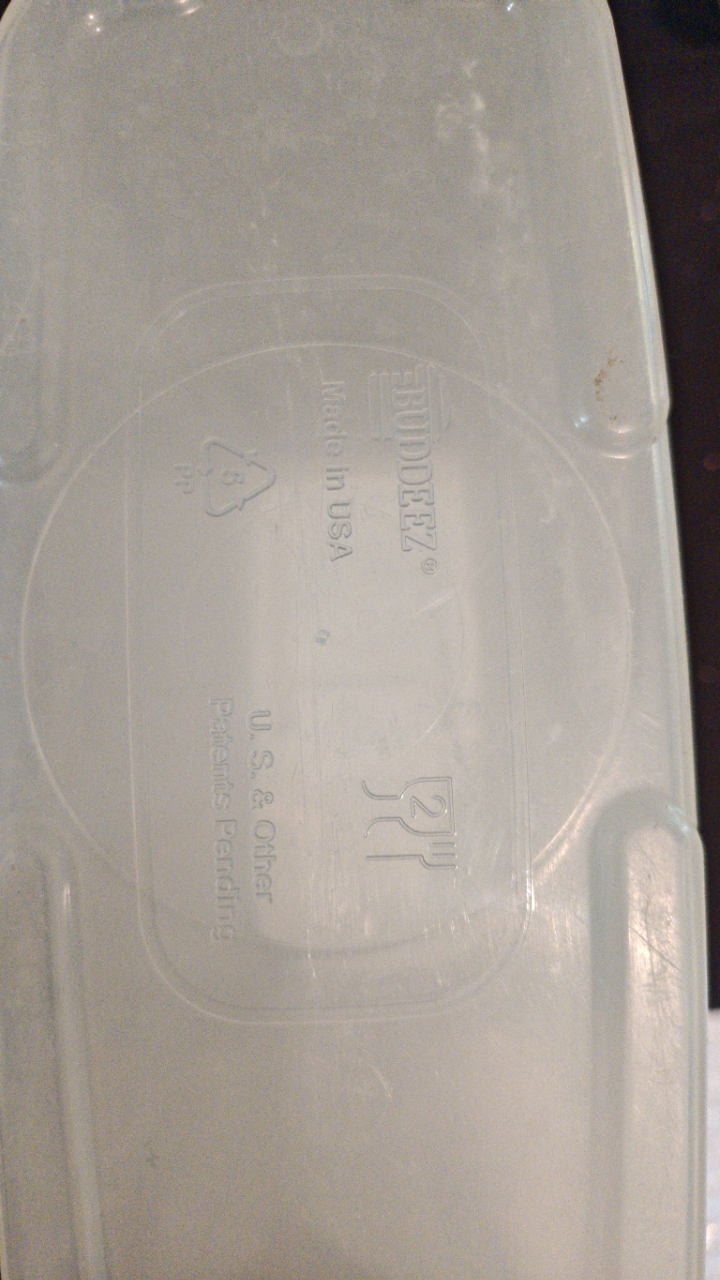 BUDDEEZ®
Made in USA
5
PP
2
U. S. & Other
Patents Pending